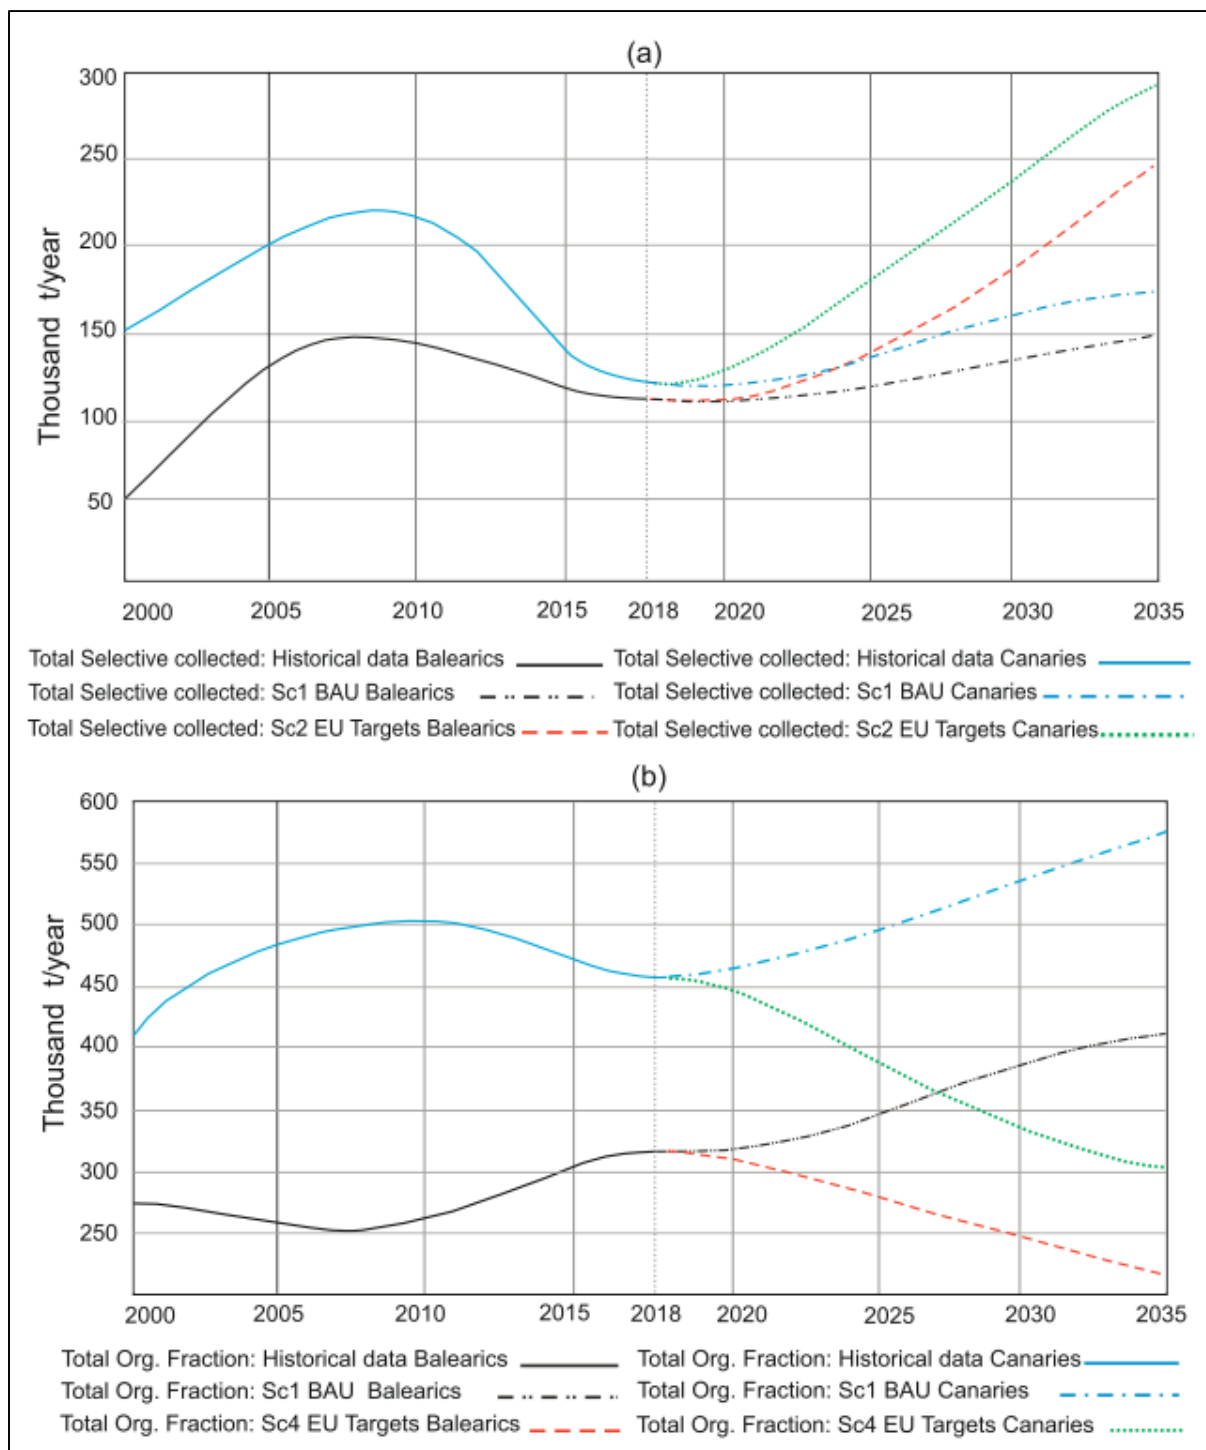 (a)
300
250
200
150
100
50
Thousand t/year
2000 2005 2010 2015 2018 2020 2025 2030 2035
Total Selective collected: Historical data Balearics Total Selective collected: Historical data Canaries
Total Selective collected: Sc1 BAU Balearics Total Selective collected: Sc1 BAU Canaries
Total Selective collected: Sc2 EU Targets Balearics Total Selective collected: Sc2 EU Targets Canaries
(b)
600
550
500
450
400
350
300
250
Thousand t/year
2000 2005 2010 2015 2018 2020 2025 2030 2035
Total Org. Fraction: Historical data Balearics Total Org. Fraction: Historical data Canaries
Total Org. Fraction: Sc1 BAU Balearics Total Org. Fraction: Sc1 BAU Canaries
Total Org. Fraction: Sc4 EU Targets Balearics Total Org. Fraction: Sc4 EU Targets Canaries